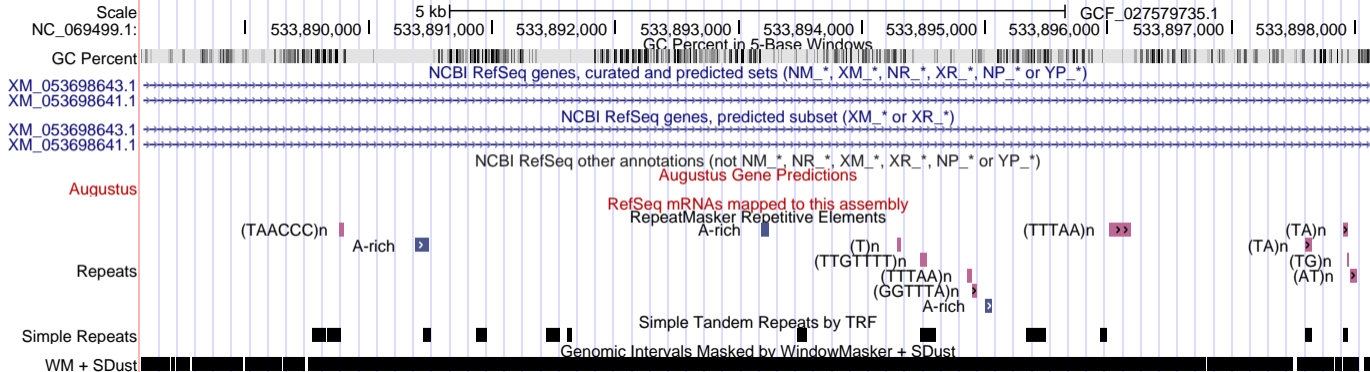 Scale 5 kb GCF_027579735.1
NC_069499.1: 533,890,000 533,891,000 533,892,000 533,893,000 533,894,000 533,895,000 533,896,000 533,897,000 533,898,000
GC Percent in 5-Base Windows
GC Percent
NCBI RefSeq genes, curated and predicted sets (NM_*, XM_*, NR_*, XR_*, NP_* or YP_*)
XM_053698643.1
XM_053698641.1
NCBI RefSeq genes, predicted subset (XM_* or XR_*)
XM_053698643.1
XM_053698641.1
NCBI RefSeq other annotations (not NM_*, NR_*, XM_*, XR_*, NP_* or YP_*)
Augustus Gene Predictions
Augustus
RefSeq mRNAs mapped to this assembly
RepeatMasker Repetitive Elements
(TAACCC)n A-rich (TTTAA)n (TA)n
A-rich (T)n (TA)n
(TTGTTTT)n (TG)n
Repeats
(TTTAA)n (AT)n
(GGTTTA)n
A-rich
Simple Tandem Repeats by TRF
Simple Repeats
Genomic Intervals Masked by WindowMasker + SDust
WM + SDust